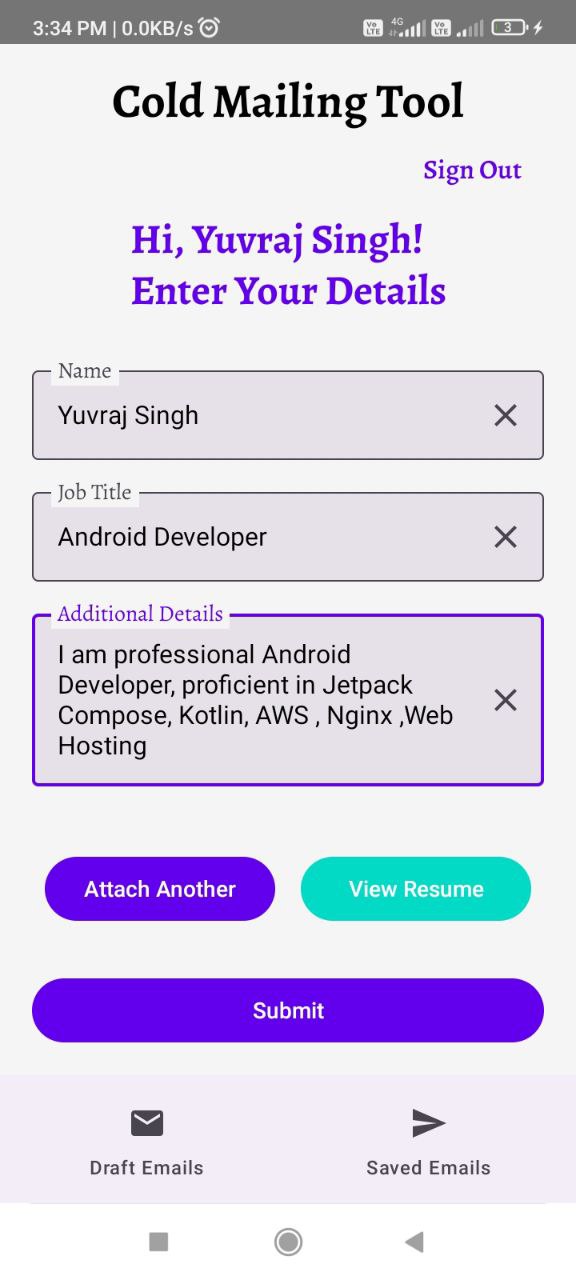 3:34 PM | 0.0KB/s
Vo LTE 4G Vo LTE 3
Cold Mailing Tool
Sign Out
Hi, Yuvraj Singh!
Enter Your Details
Name
Yuvraj Singh
Job Title
Android Developer
Additional Details
I am professional Android
Developer, proficient in Jetpack
Compose, Kotlin, AWS , Nginx ,Web
Hosting
Attach Another
View Resume
Submit
Draft Emails
Saved Emails